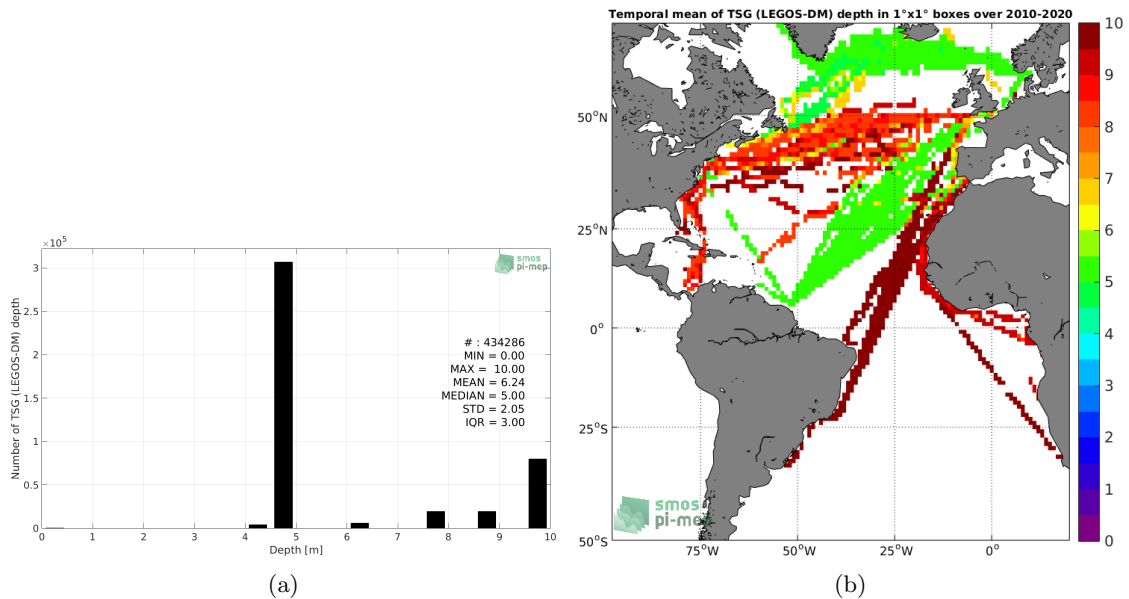 ×10⁵
3
2.5
2
1.5
1
0.5
0
Number of TSG (LEGOS-DM) depth
smos
pi-mep
# : 434286
MIN = 0.00
MAX = 10.00
MEAN = 6.24
MEDIAN = 5.00
STD = 2.05
IQR = 3.00
0 1 2 3 4 5 6 7 8 9 10
Depth [m]
(a)
Temporal mean of TSG (LEGOS-DM) depth in 1°x1° boxes over 2010-2020
50°N
25°N
0°
25°S
50°S
75°W 50°W 25°W 0°
smos
pi-mep
10
9
8
7
6
5
4
3
2
1
0
(b)